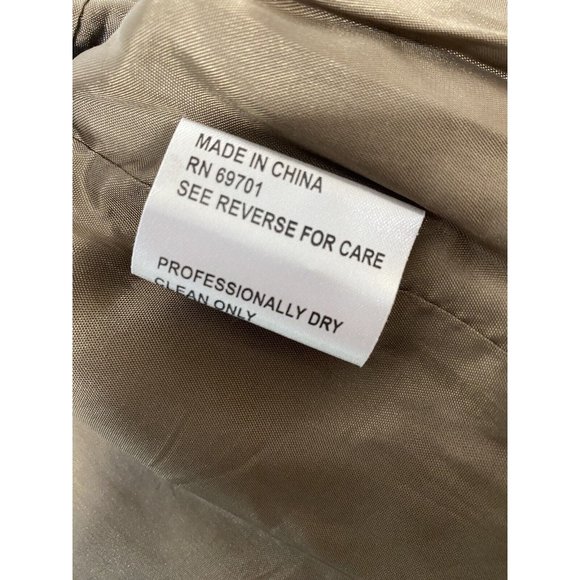 MADE IN CHINA
RN 69701
SEE REVERSE FOR CARE
PROFESSIONALLY DRY
CLEAN ONLY